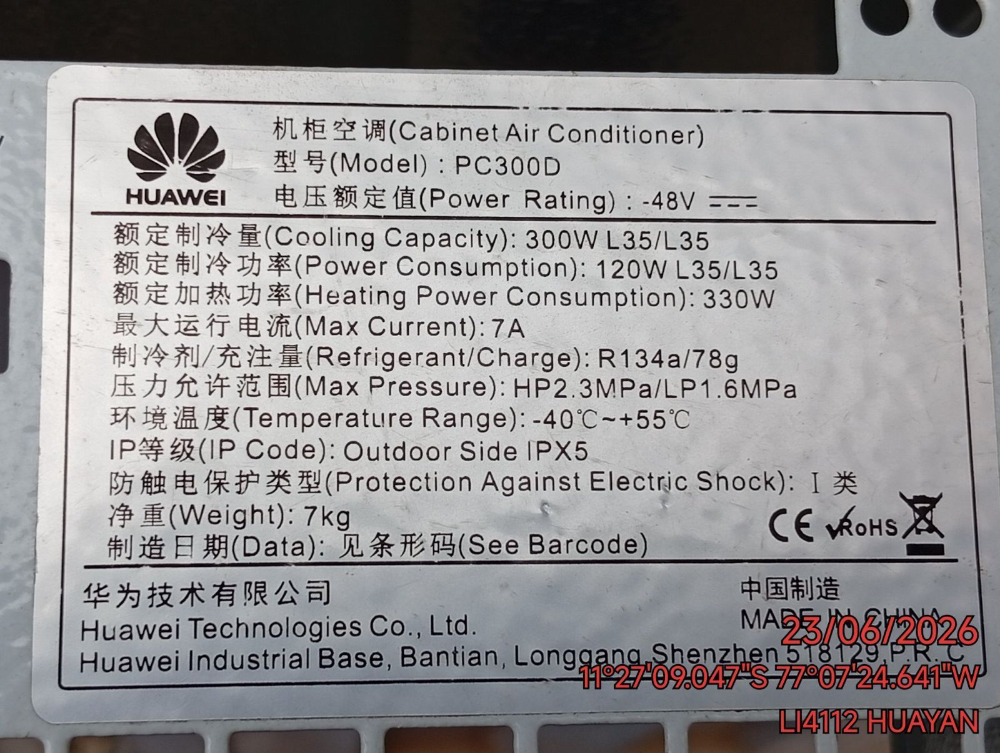 HUAWEI
机柜空调(Cabinet Air Conditioner)
型号(Model) : PC300D
电压额定值(Power Rating) : -48V
额定制冷量(Cooling Capacity): 300W L35/L35
额定制冷功率(Power Consumption): 120W L35/L35
额定加热功率(Heating Power Consumption): 330W
最大运行电流(Max Current): 7A
制冷剂/充注量(Refrigerant/Charge): R134a/78g
压力允许范围(Max Pressure): HP2.3MPa/LP1.6MPa
环境温度(Temperature Range): -40℃~+55℃
IP等级(IP Code): Outdoor Side IPX5
防触电保护类型(Protection Against Electric Shock): I 类
净重(Weight): 7kg
CE RoHS
制造日期(Data): 见条形码(See Barcode)
华为技术有限公司
中国制造
Huawei Technologies Co., Ltd.
MADE IN CHINA
Huawei Industrial Base, Bantian, Longgang Shenzhen 518129,P.R. C
23/06/2026
11°27'09.047"S 77°07'24.641"W
LI4112 HUAYAN